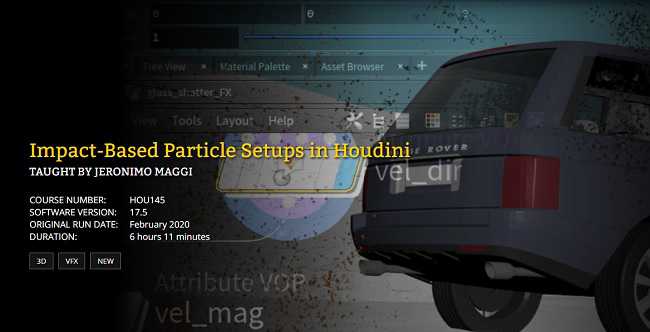 0
0
1
Tree View × Material Palette × Asset Browser × +
glass_shatter_FX
View Tools Layout Help
Impact-Based Particle Setups in Houdini
TAUGHT BY JERONIMO MAGGI
GE ROVER
vel_dir
COURSE NUMBER: HOU145
SOFTWARE VERSION: 17.5
ORIGINAL RUN DATE: February 2020
DURATION: 6 hours 11 minutes
3D VFX NEW
Attribute VOP
vel_mag